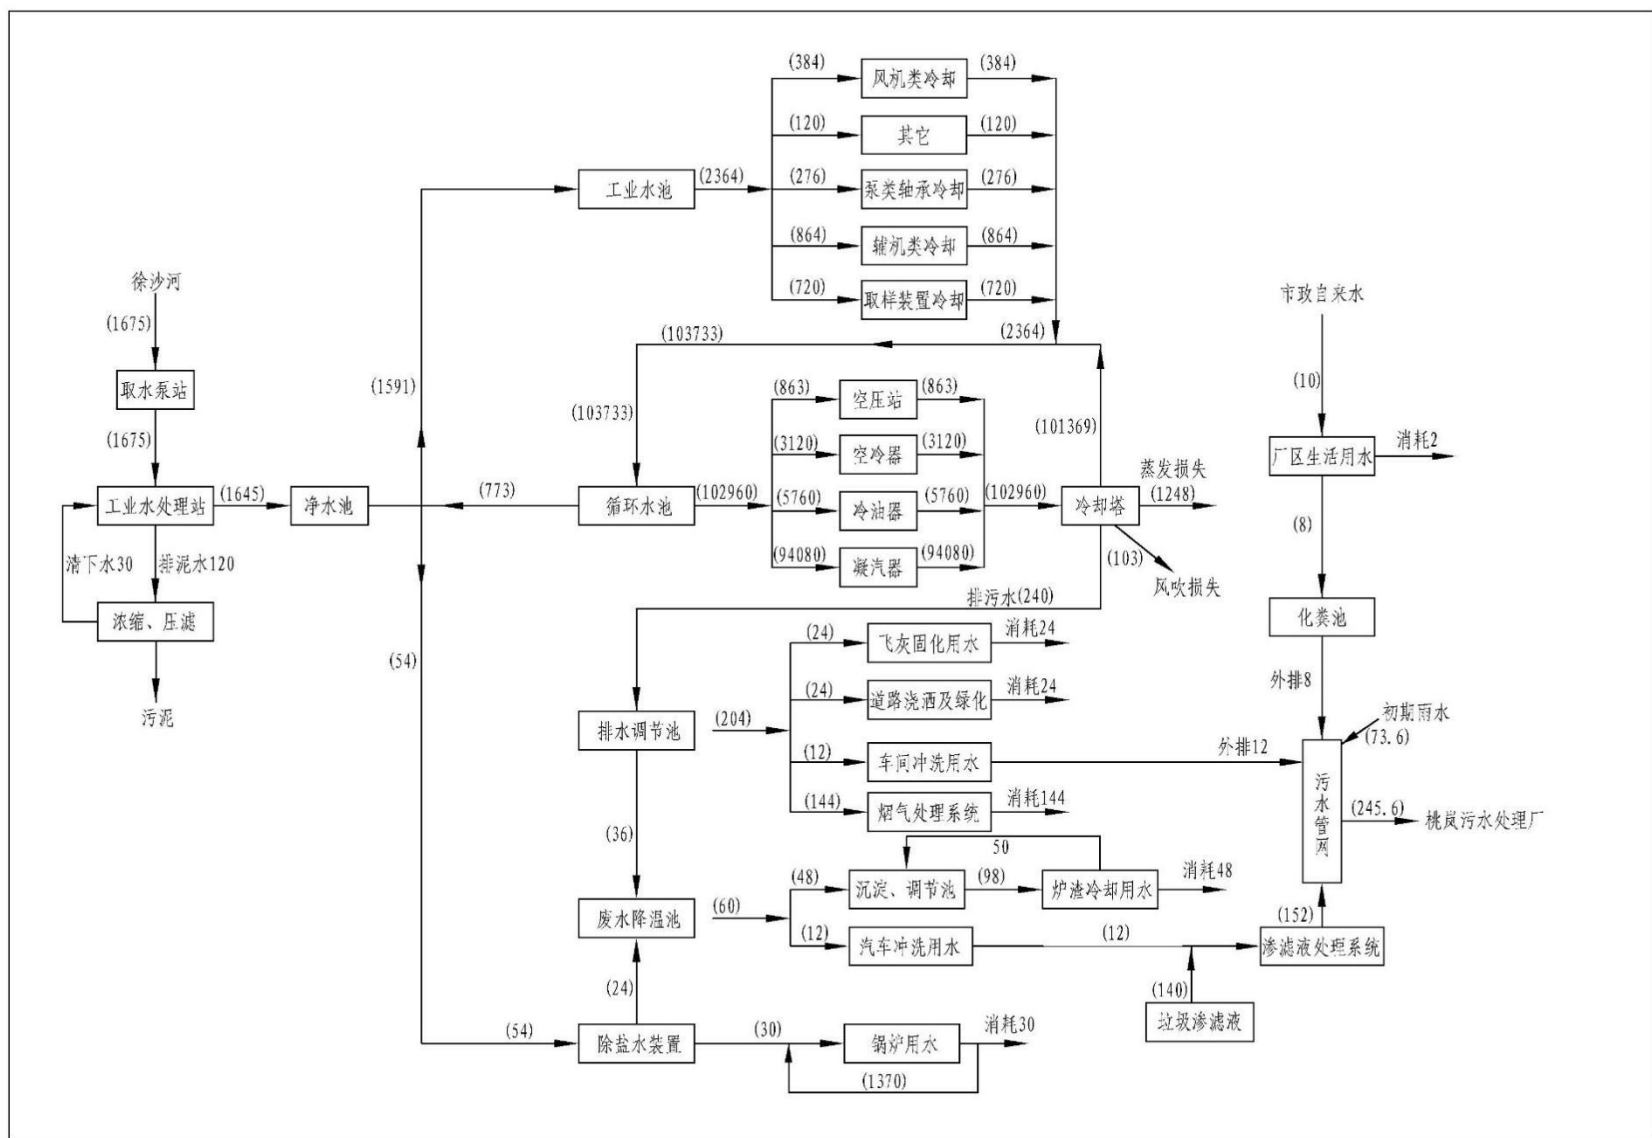 (384)
风机类冷却
(384)
(120)
其它
(120)
工业水池
(2364)
(276)
泵类轴承冷却
(276)
(864)
辅机类冷却
(864)
(720)
取样装置冷却
(720)
徐沙河
(1675)
取水泵站
(1675)
工业水处理站
(1645)
净水池
清下水30
排泥水120
浓缩、压滤
污泥
(1591)
(773)
(54)
(103733)
(2364)
(103733)
循环水池
(102960)
(863)
空压站
(863)
(3120)
空冷器
(3120)
(5760)
冷油器
(5760)
(94080)
凝汽器
(94080)
(102960)
冷却塔
(101369)
蒸发损失
(1248)
(103)
风吹损失
排污水(240)
市政自来水
(10)
厂区生活用水
消耗2
(8)
化粪池
外排8
初期雨水
(73.6)
污水管网
(245.6)
桃岚污水处理厂
排水调节池
(204)
(24)
飞灰固化用水
消耗24
(24)
道路浇洒及绿化
消耗24
(12)
车间冲洗用水
外排12
(144)
烟气处理系统
消耗144
(36)
废水降温池
(60)
(48)
沉淀、调节池
(98)
50
炉渣冷却用水
消耗48
(12)
汽车冲洗用水
(12)
(152)
渗滤液处理系统
(140)
垃圾渗滤液
(24)
(54)
除盐水装置
(30)
锅炉用水
消耗30
(1370)